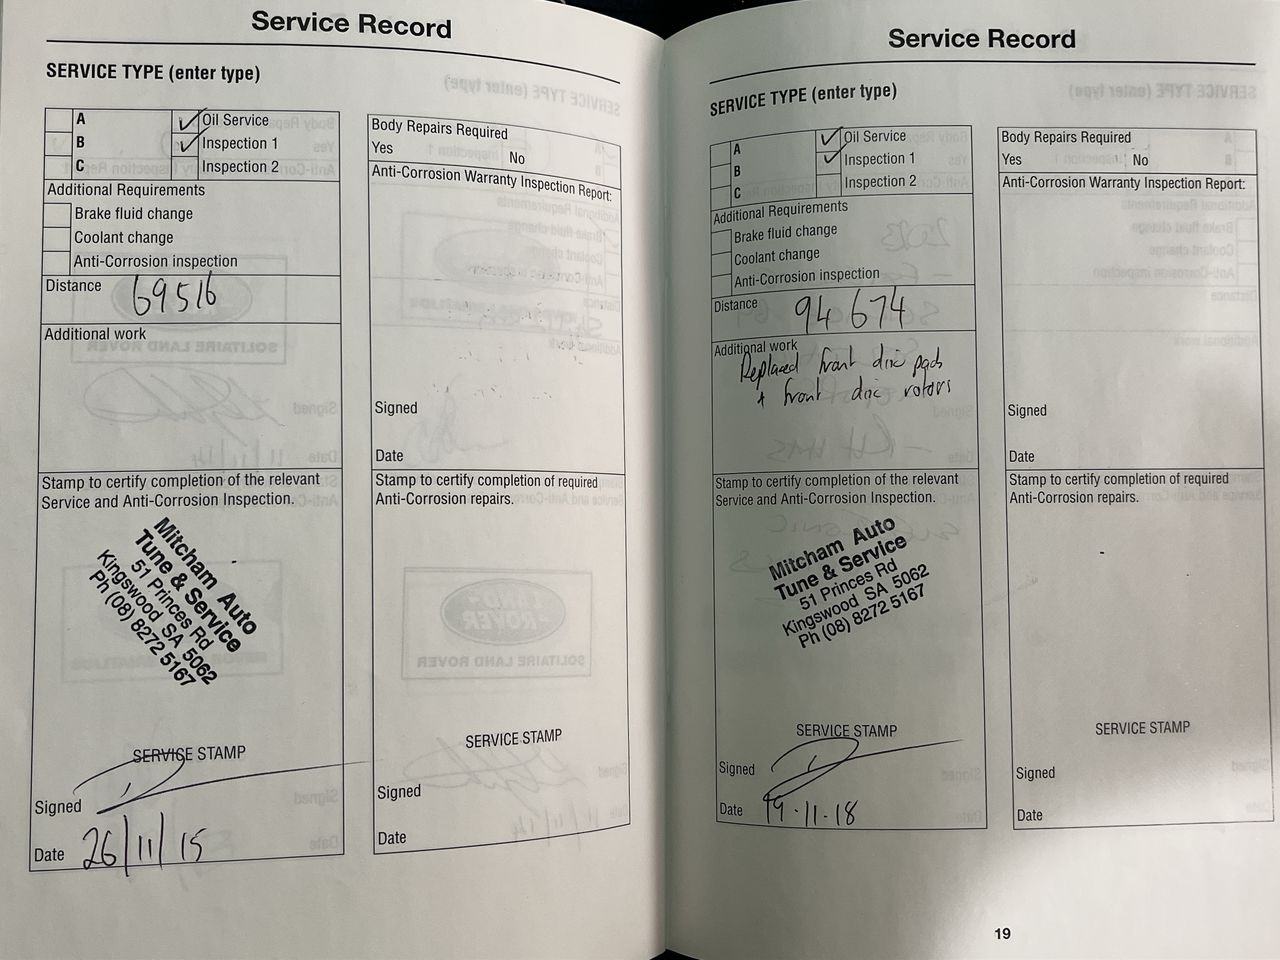 Service Record
SERVICE TYPE (enter type)
A
B
C
Oil Service
Inspection 1
Inspection 2
Additional Requirements
Brake fluid change
Coolant change
Anti-Corrosion inspection
Distance 69516
Additional work
Stamp to certify completion of the relevant
Service and Anti-Corrosion Inspection.
Mitcham Auto
Tune & Service
51 Princes Rd
Kingswood SA 5062
Ph (08) 8272 5167
SERVICE STAMP
Signed
Date 26/11/15
Body Repairs Required
Yes No
Anti-Corrosion Warranty Inspection Report:
Signed
Date
Stamp to certify completion of required
Anti-Corrosion repairs.
SERVICE STAMP
Signed
Date
Service Record
SERVICE TYPE (enter type)
A
B
C
Oil Service
Inspection 1
Inspection 2
Additional Requirements
Brake fluid change
Coolant change
Anti-Corrosion inspection
Distance 94674
Additional work
Replaced front disc pads
+ front disc rotors
Stamp to certify completion of the relevant
Service and Anti-Corrosion Inspection.
Mitcham Auto
Tune & Service
51 Princes Rd
Kingswood SA 5062
Ph (08) 8272 5167
SERVICE STAMP
Signed
Date 19-11-18
Body Repairs Required
Yes No
Anti-Corrosion Warranty Inspection Report:
Signed
Date
Stamp to certify completion of required
Anti-Corrosion repairs.
SERVICE STAMP
Signed
Date
19